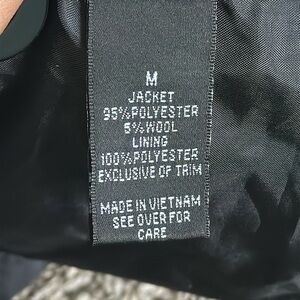 M
JACKET
95%POLYESTER
5%WOOL
LINING
100%POLYESTER
EXCLUSIVE OF TRIM
MADE IN VIETNAM
SEE OVER FOR
CARE